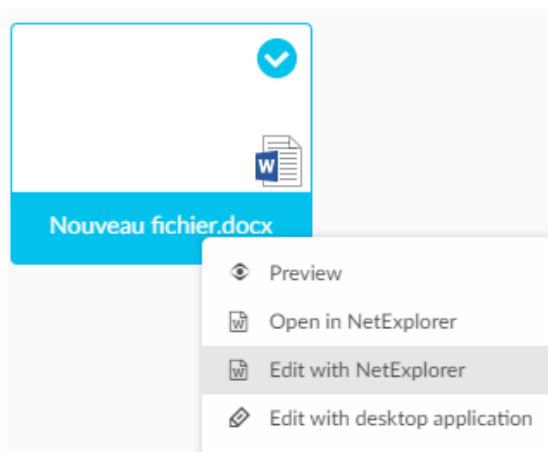 W
Nouveau fichier.docx
Preview
W Open in NetExplorer
W Edit with NetExplorer
Edit with desktop application